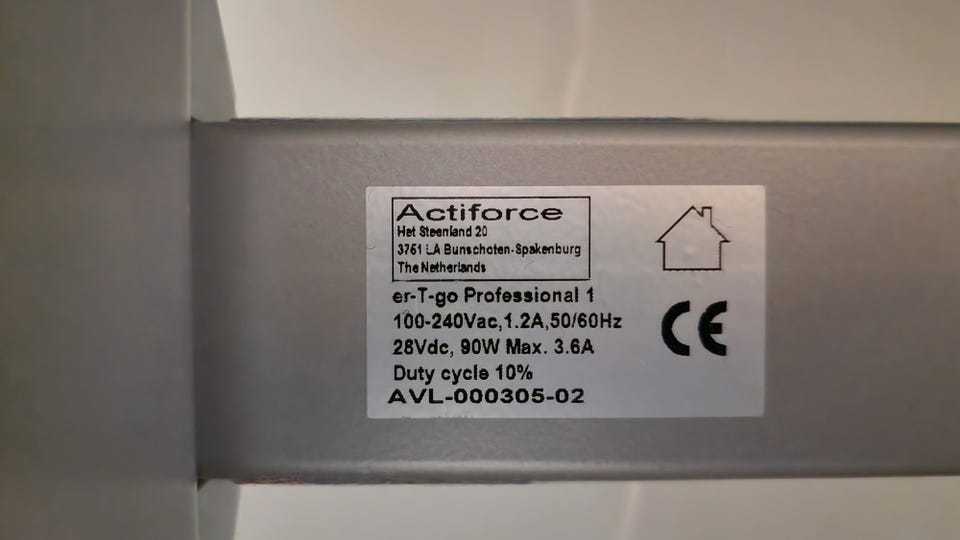 Actiforce
Het Steenland 20
3751 LA Bunschoten-Spakenburg
The Netherlands
er-T-go Professional 1
100-240Vac,1.2A,50/60Hz
28Vdc, 90W Max. 3.6A
Duty cycle 10%
AVL-000305-02
CE